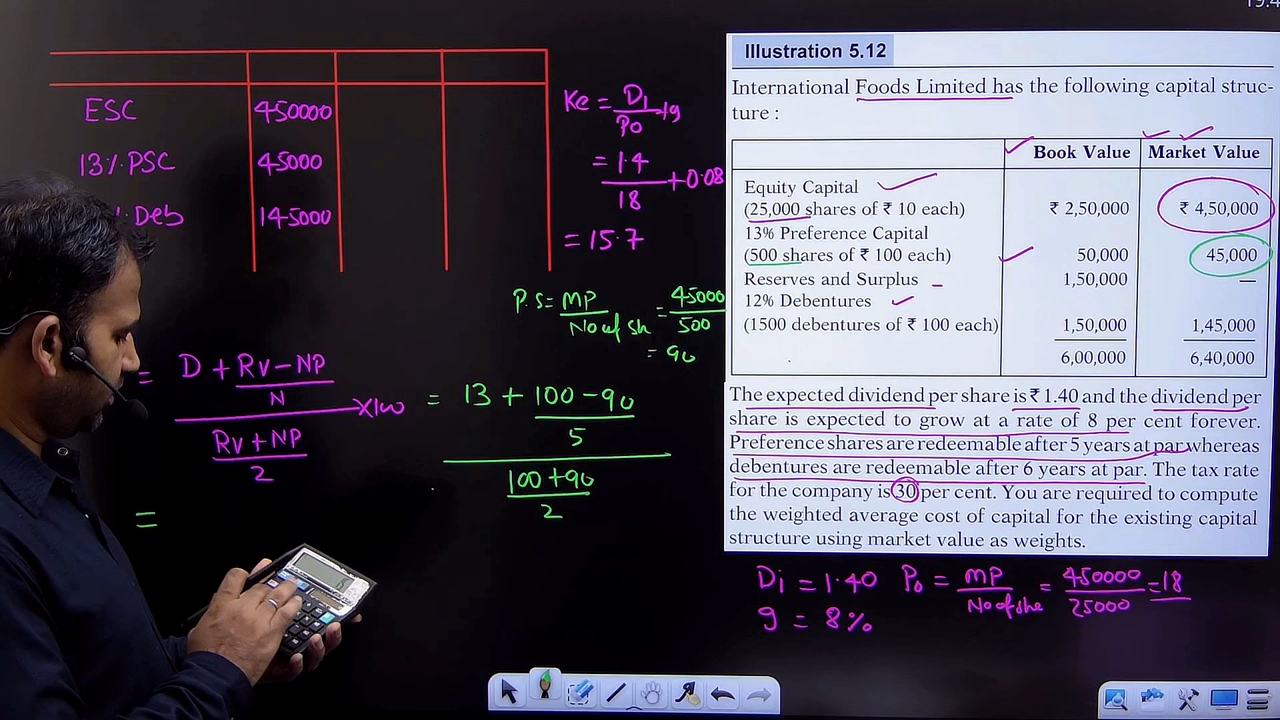 19:4
ESC 450000
13%.PSC 45000
%.Deb 145000
Ke = D1/P0 +g
= 1.4/18 +0.08
= 15.7
P.S= MP/No of sh = 45000/500
= 90
= D + Rv-NP/N / Rv+NP/2 ×100 = 13 + 100-90/5 / 100+90/2
=
Illustration 5.12
International Foods Limited has the following capital struc-
ture :
Book Value Market Value
Equity Capital
(25,000 shares of ₹ 10 each) ₹ 2,50,000 ₹ 4,50,000
13% Preference Capital
(500 shares of ₹ 100 each) 50,000 45,000
Reserves and Surplus 1,50,000 —
12% Debentures
(1500 debentures of ₹ 100 each) 1,50,000 1,45,000
6,00,000 6,40,000
The expected dividend per share is ₹ 1.40 and the dividend per
share is expected to grow at a rate of 8 per cent forever.
Preference shares are redeemable after 5 years at par whereas
debentures are redeemable after 6 years at par. The tax rate
for the company is 30 per cent. You are required to compute
the weighted average cost of capital for the existing capital
structure using market value as weights.
D1 = 1.40 P0 = MP/No of she = 450000/25000 = 18
g = 8%